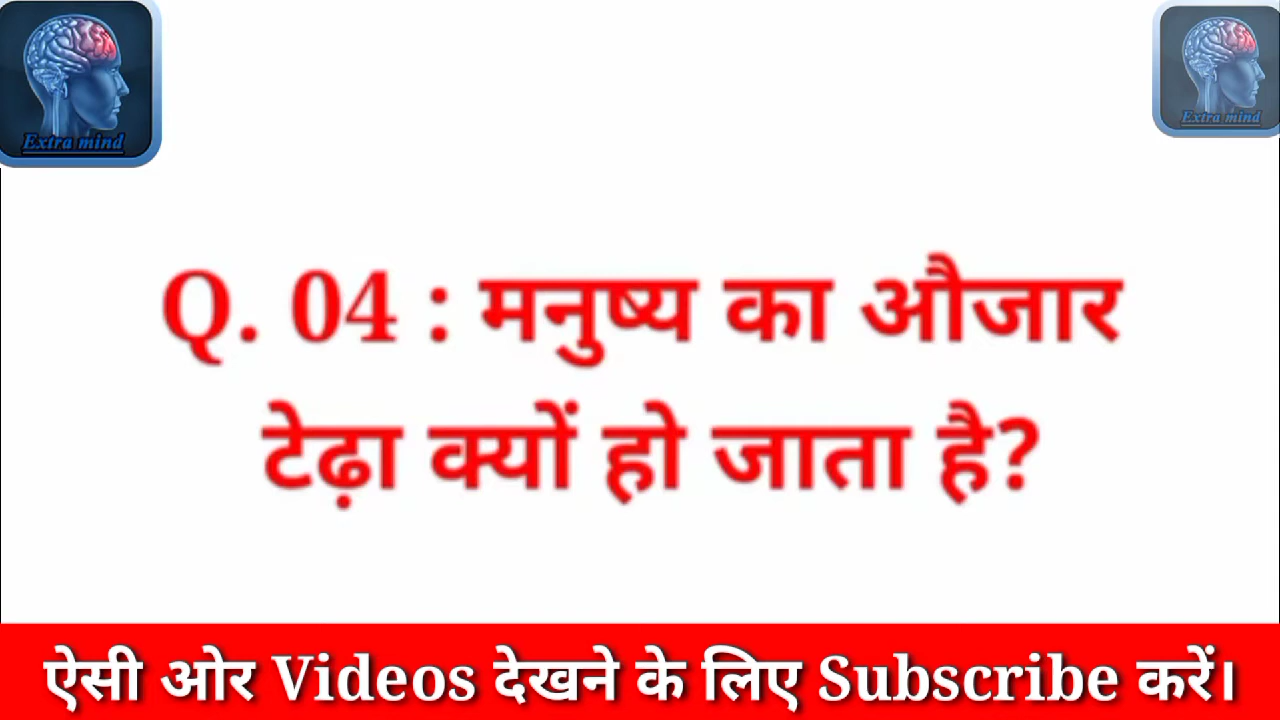 Extra mind
Extra mind
Q. 04 : मनुष्य का औजार
टेढ़ा क्यों हो जाता है?
ऐसी ओर Videos देखने के लिए Subscribe करें।